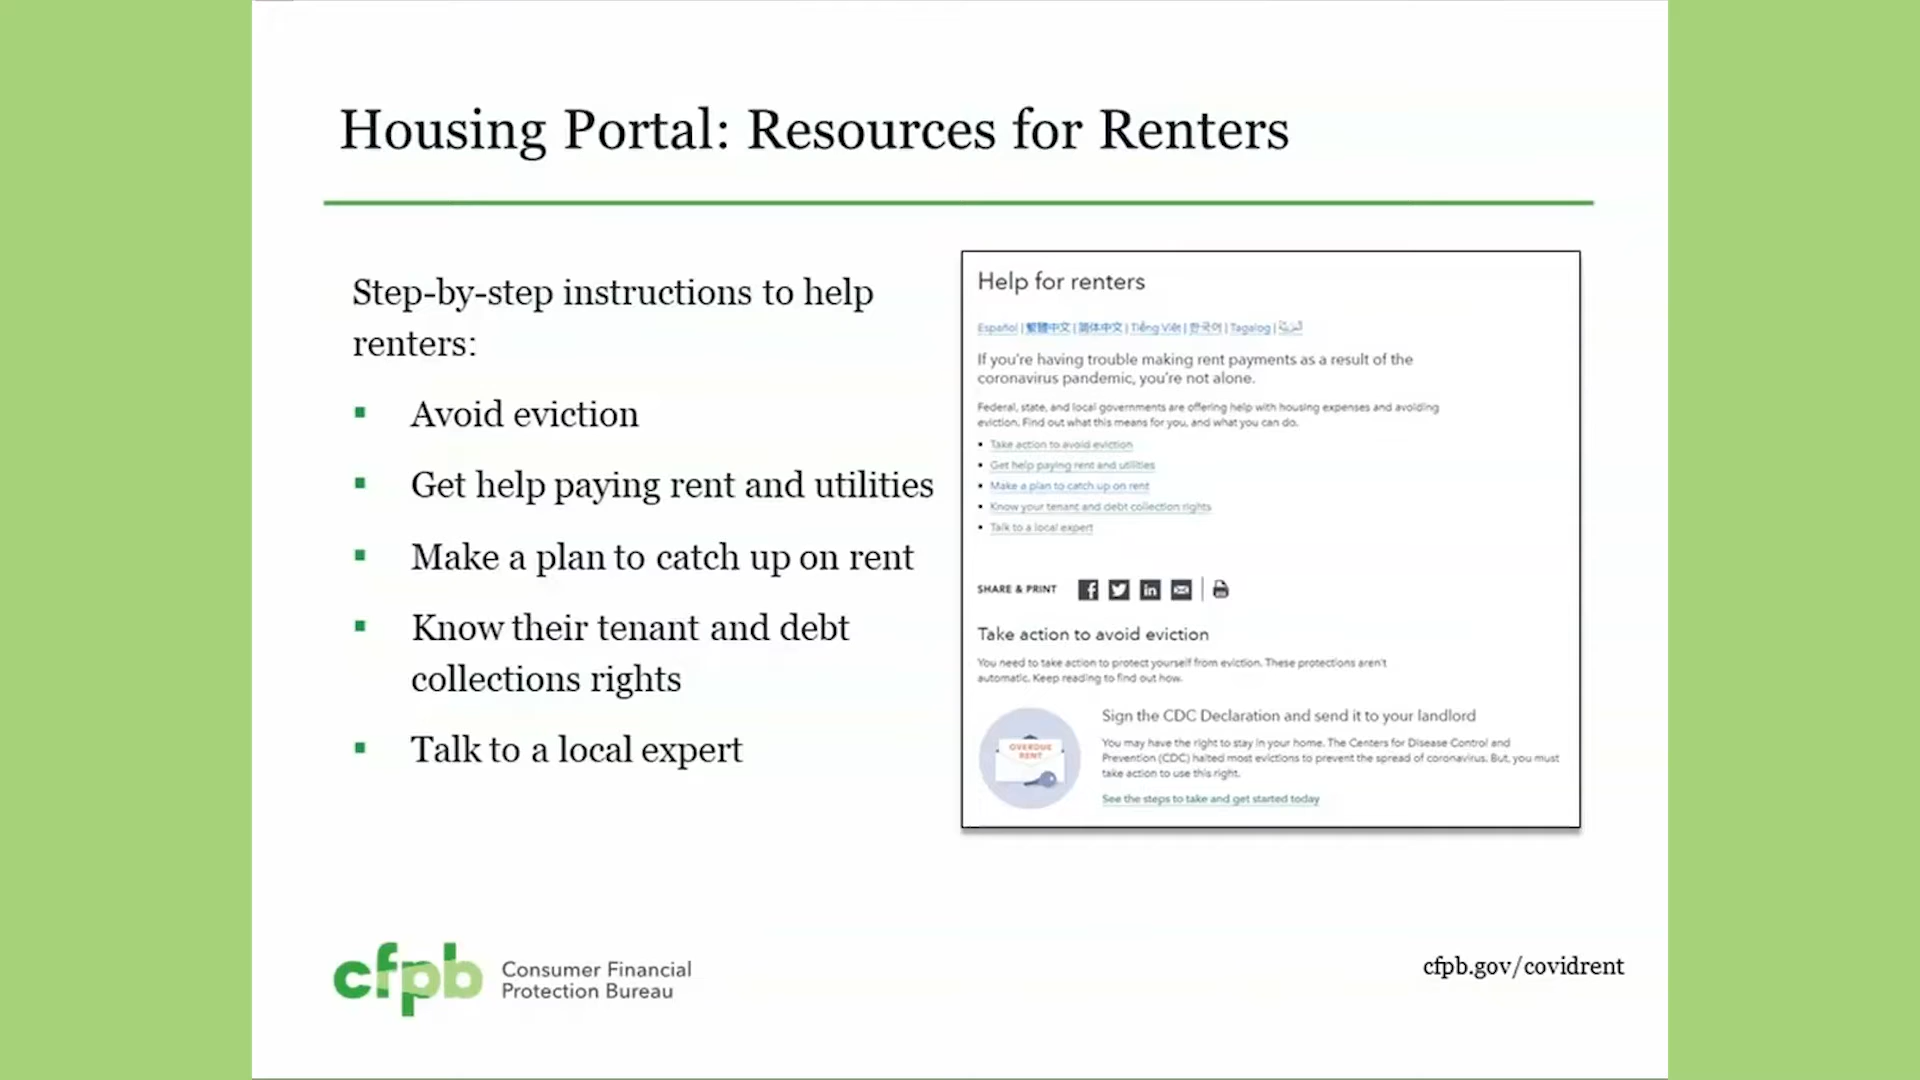 Housing Portal: Resources for Renters
Step-by-step instructions to help
renters:
Avoid eviction
Get help paying rent and utilities
Make a plan to catch up on rent
Know their tenant and debt
collections rights
Talk to a local expert
Help for renters
Español | 繁體中文 | 简体中文 | Tiếng Việt | 한국어 | Tagalog | العربية
If you're having trouble making rent payments as a result of the
coronavirus pandemic, you're not alone.
Federal, state, and local governments are offering help with housing expenses and avoiding
eviction. Find out what this means for you, and what you can do.
Take action to avoid eviction
Get help paying rent and utilities
Make a plan to catch up on rent
Know your tenant and debt collection rights
Talk to a local expert
SHARE & PRINT
Take action to avoid eviction
You need to take action to protect yourself from eviction. These protections aren't
automatic. Keep reading to find out how.
OVERDUE
RENT
Sign the CDC Declaration and send it to your landlord
You may have the right to stay in your home. The Centers for Disease Control and
Prevention (CDC) halted most evictions to prevent the spread of coronavirus. But, you must
take action to use this right.
See the steps to take and get started today
cfpb Consumer Financial
Protection Bureau
cfpb.gov/covidrent